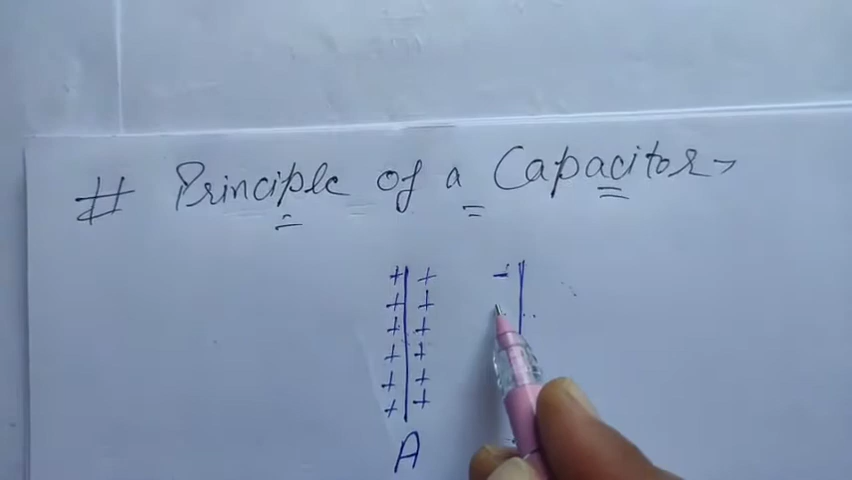 # Principle of a Capacitor →
+ + -
+ +
+ +
+ +
+ +
+ +
A